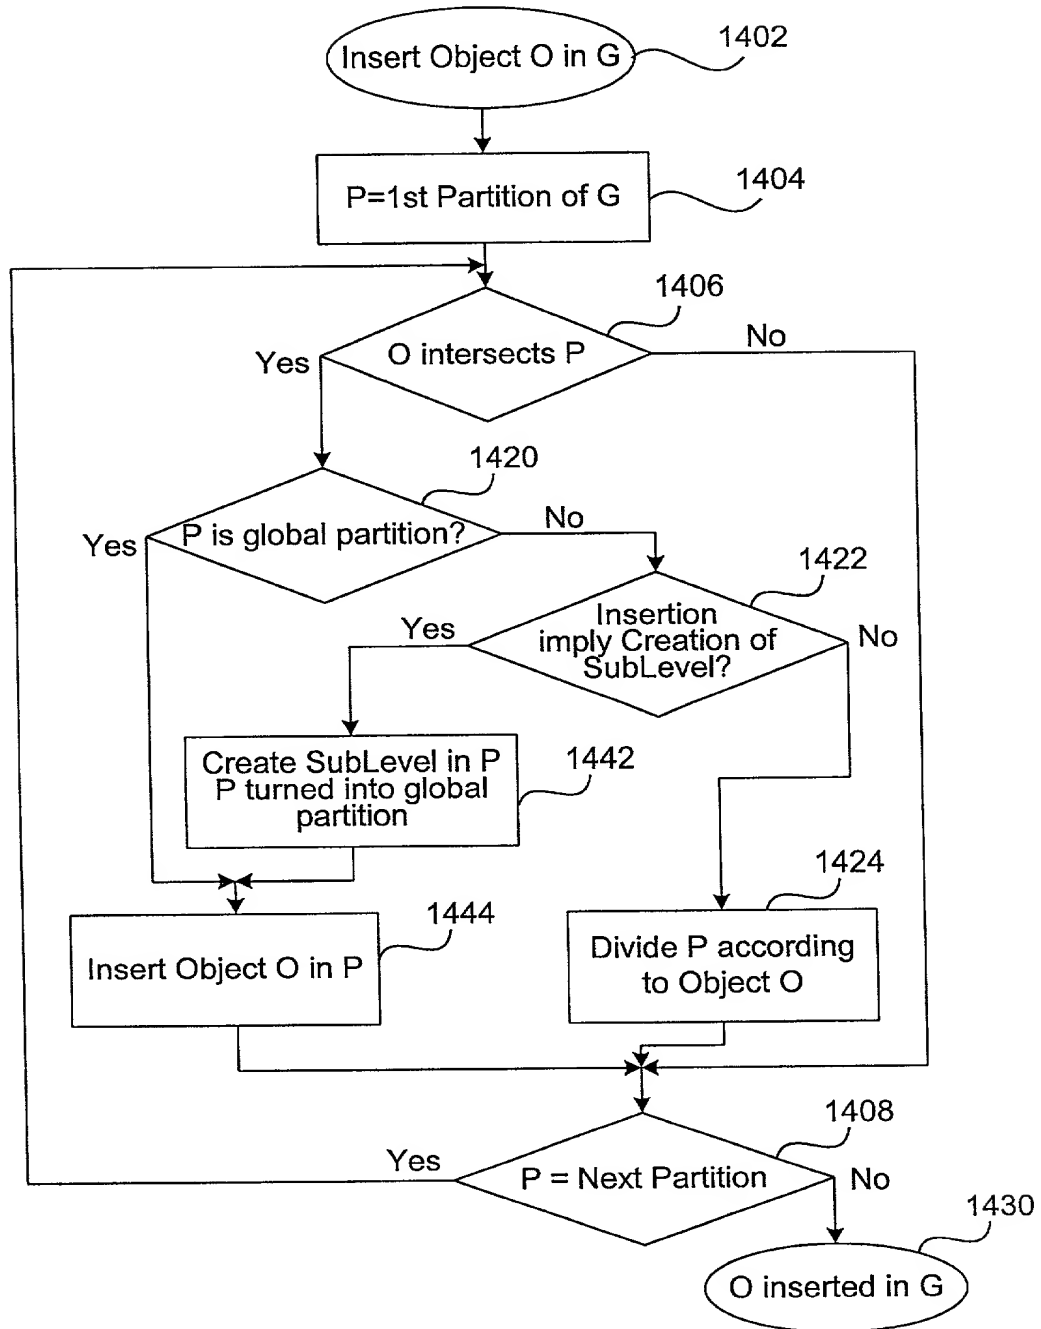 Insert Object O in G
1402
P=1st Partition of G
1404
1406
O intersects P
Yes
No
1420
P is global partition?
Yes
No
1422
Insertion
imply Creation of
SubLevel?
Yes
No
Create SubLevel in P
P turned into global
partition
1442
1424
1444
Insert Object O in P
Divide P according
to Object O
1408
Yes
P = Next Partition
No
1430
O inserted in G